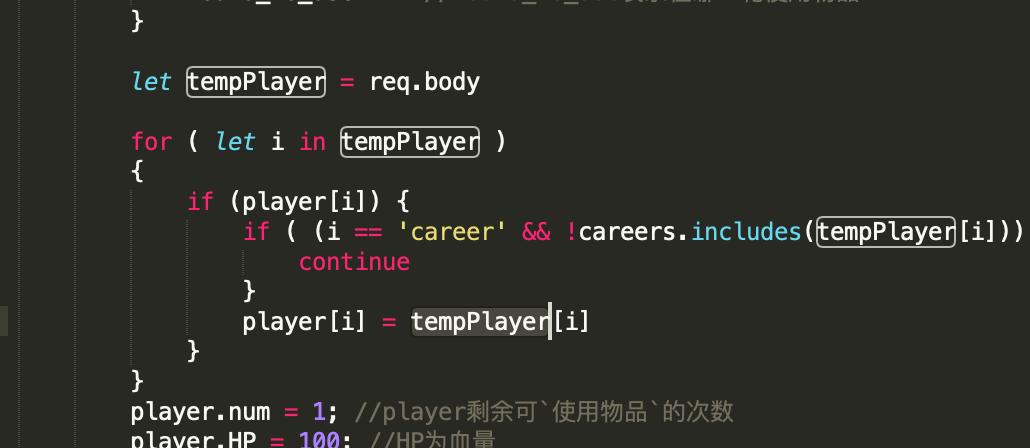 }
let tempPlayer = req.body
for ( let i in tempPlayer )
{
if (player[i]) {
if ( (i == 'career' && !careers.includes(tempPlayer[i]))
continue
}
player[i] = tempPlayer[i]
}
}
player.num = 1; //player剩余可`使用物品`的次数
player.HP = 100; //HP为血量